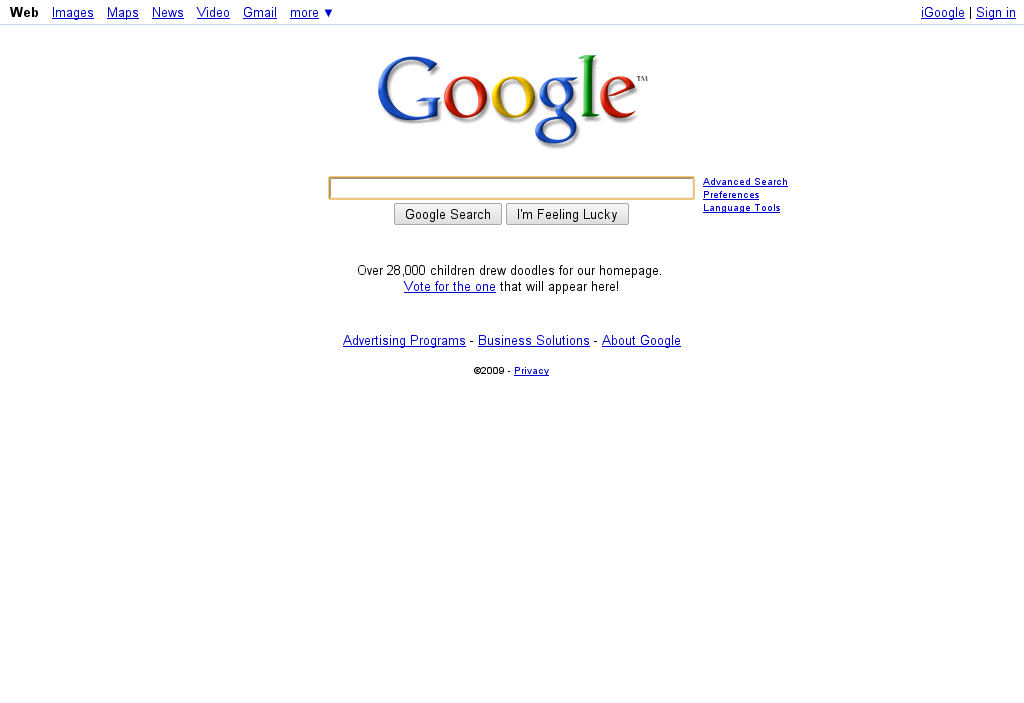 Web Images Maps News Video Gmail more ▼ iGoogle | Sign in
Google™
Advanced Search
Preferences
Language Tools
Google Search I'm Feeling Lucky
Over 28,000 children drew doodles for our homepage.
Vote for the one that will appear here!
Advertising Programs - Business Solutions - About Google
©2009 - Privacy